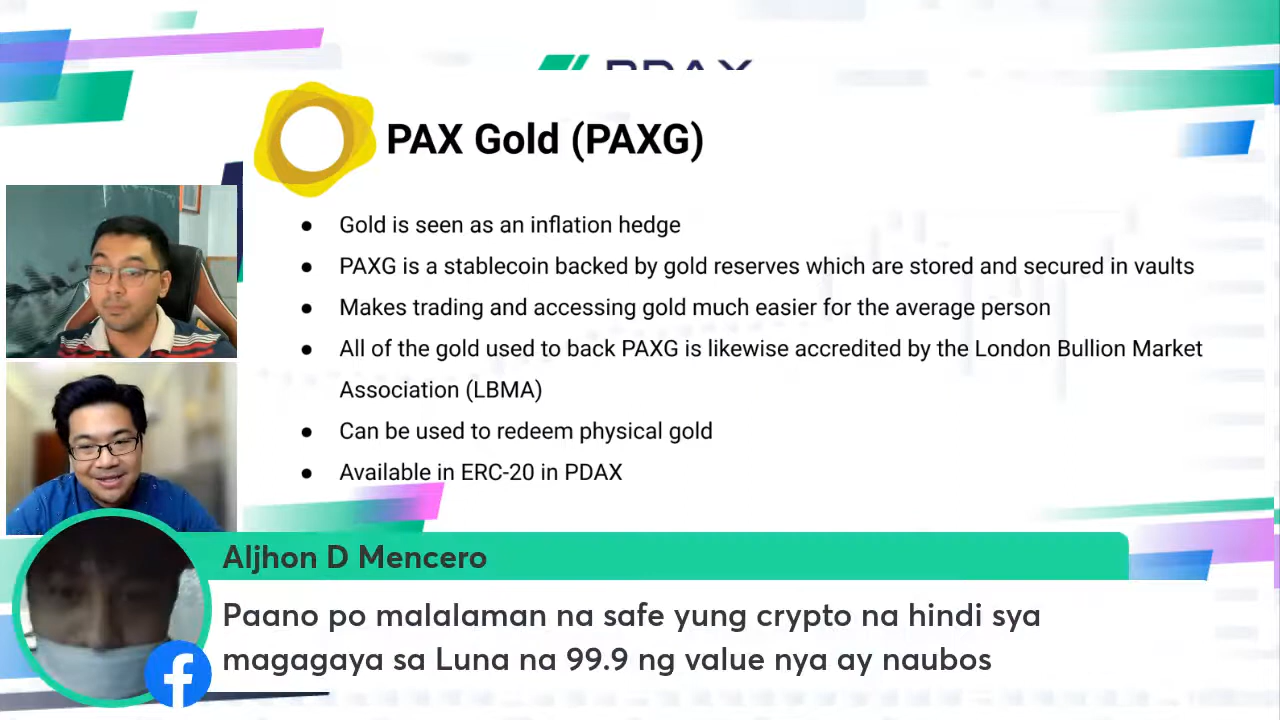 PDAX
PAX Gold (PAXG)
● Gold is seen as an inflation hedge
● PAXG is a stablecoin backed by gold reserves which are stored and secured in vaults
● Makes trading and accessing gold much easier for the average person
● All of the gold used to back PAXG is likewise accredited by the London Bullion Market
Association (LBMA)
● Can be used to redeem physical gold
● Available in ERC-20 in PDAX
Aljhon D Mencero
Paano po malalaman na safe yung crypto na hindi sya
magagaya sa Luna na 99.9 ng value nya ay naubos